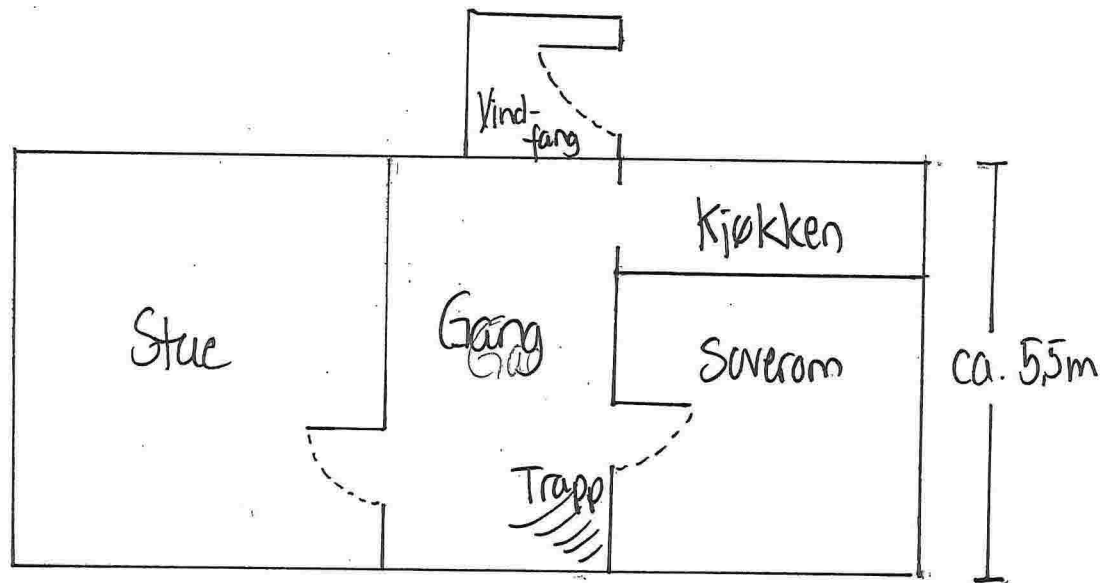 Vind-
fang
Kjøkken
Stue
Gang
Soverom
ca. 5,5m
Trapp